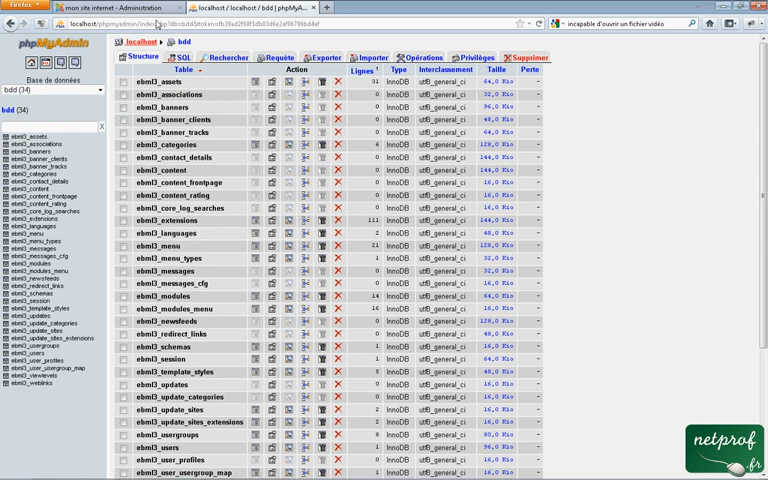 Firefox
mon site internet - Administration
localhost / localhost / bdd | phpMyA...
localhost/phpmyadmin/index.php?db=bdd&token=
incapable d'ouvrir un fichier vidéo
phpMyAdmin
localhost
bdd
Structure SQL Rechercher Requête Exporter Importer Opérations Privilèges Supprimer
Base de données
bdd (34)
bdd (34)
X
ebml3_assets
ebml3_associations
ebml3_banners
ebml3_banner_clients
ebml3_banner_tracks
ebml3_categories
ebml3_contact_details
ebml3_content
ebml3_content_frontpage
ebml3_content_rating
ebml3_core_log_searches
ebml3_extensions
ebml3_languages
ebml3_menu
ebml3_menu_types
ebml3_messages
ebml3_messages_cfg
ebml3_modules
ebml3_modules_menu
ebml3_newsfeeds
ebml3_redirect_links
ebml3_schemas
ebml3_session
ebml3_template_styles
ebml3_updates
ebml3_update_categories
ebml3_update_sites
ebml3_update_sites_extensions
ebml3_usergroups
ebml3_users
ebml3_user_profiles
ebml3_user_usergroup_map
ebml3_viewlevels
ebml3_weblinks
Table Action Lignes 1 Type Interclassement Taille Perte
ebml3_assets 31 InnoDB utf8_general_ci 64,0 Kio -
ebml3_associations 0 InnoDB utf8_general_ci 32,0 Kio -
ebml3_banners 0 InnoDB utf8_general_ci 96,0 Kio -
ebml3_banner_clients 0 InnoDB utf8_general_ci 48,0 Kio -
ebml3_banner_tracks 0 InnoDB utf8_general_ci 64,0 Kio -
ebml3_categories 6 InnoDB utf8_general_ci 128,0 Kio -
ebml3_contact_details 0 InnoDB utf8_general_ci 144,0 Kio -
ebml3_content 0 InnoDB utf8_general_ci 144,0 Kio -
ebml3_content_frontpage 0 InnoDB utf8_general_ci 16,0 Kio -
ebml3_content_rating 0 InnoDB utf8_general_ci 16,0 Kio -
ebml3_core_log_searches 0 InnoDB utf8_general_ci 16,0 Kio -
ebml3_extensions 111 InnoDB utf8_general_ci 144,0 Kio -
ebml3_languages 2 InnoDB utf8_general_ci 48,0 Kio -
ebml3_menu 21 InnoDB utf8_general_ci 128,0 Kio -
ebml3_menu_types 1 InnoDB utf8_general_ci 32,0 Kio -
ebml3_messages 0 InnoDB utf8_general_ci 32,0 Kio -
ebml3_messages_cfg 0 InnoDB utf8_general_ci 16,0 Kio -
ebml3_modules 14 InnoDB utf8_general_ci 64,0 Kio -
ebml3_modules_menu 16 InnoDB utf8_general_ci 16,0 Kio -
ebml3_newsfeeds 0 InnoDB utf8_general_ci 128,0 Kio -
ebml3_redirect_links 0 InnoDB utf8_general_ci 48,0 Kio -
ebml3_schemas 1 InnoDB utf8_general_ci 16,0 Kio -
ebml3_session 1 InnoDB utf8_general_ci 64,0 Kio -
ebml3_template_styles 5 InnoDB utf8_general_ci 48,0 Kio -
ebml3_updates 0 InnoDB utf8_general_ci 16,0 Kio -
ebml3_update_categories 0 InnoDB utf8_general_ci 16,0 Kio -
ebml3_update_sites 2 InnoDB utf8_general_ci 16,0 Kio -
ebml3_update_sites_extensions 2 InnoDB utf8_general_ci 16,0 Kio -
ebml3_usergroups 8 InnoDB utf8_general_ci 80,0 Kio -
ebml3_users 1 InnoDB utf8_general_ci 96,0 Kio -
ebml3_user_profiles 0 InnoDB utf8_general_ci 16,0 Kio -
ebml3_user_usergroup_map 1 InnoDB utf8_general_ci 16,0 Kio -
netprof
.fr